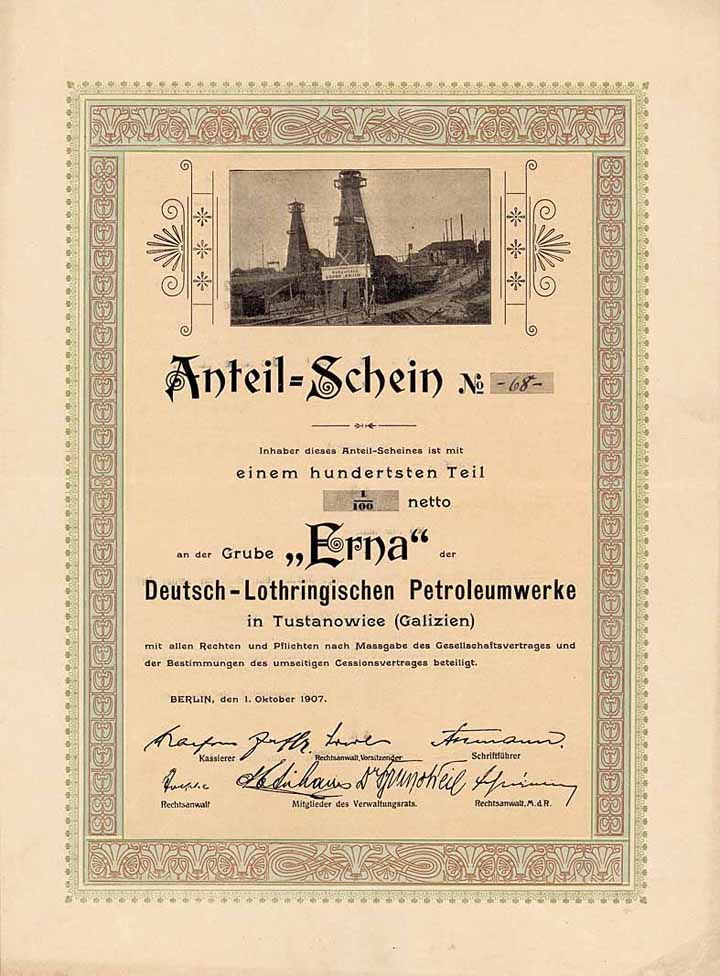 Anteil=Schein № -68-
Inhaber dieses Anteil-Scheines ist mit
einem hundertsten Teil
1/100 netto
an der Grube „Erna“ der
Deutsch-Lothringischen Petroleumwerke
in Tustanowice (Galizien)
mit allen Rechten und Pflichten nach Massgabe des Gesellschaftsvertrages und
der Bestimmungen des umseitigen Cessionsvertrages beteiligt.
BERLIN, den 1. Oktober 1907.
Kassierer Rechtsanwalt, Vorsitzender Schriftführer
Rechtsanwalt Mitglieder des Verwaltungsrats. Rechtsanwalt, M.d.R.